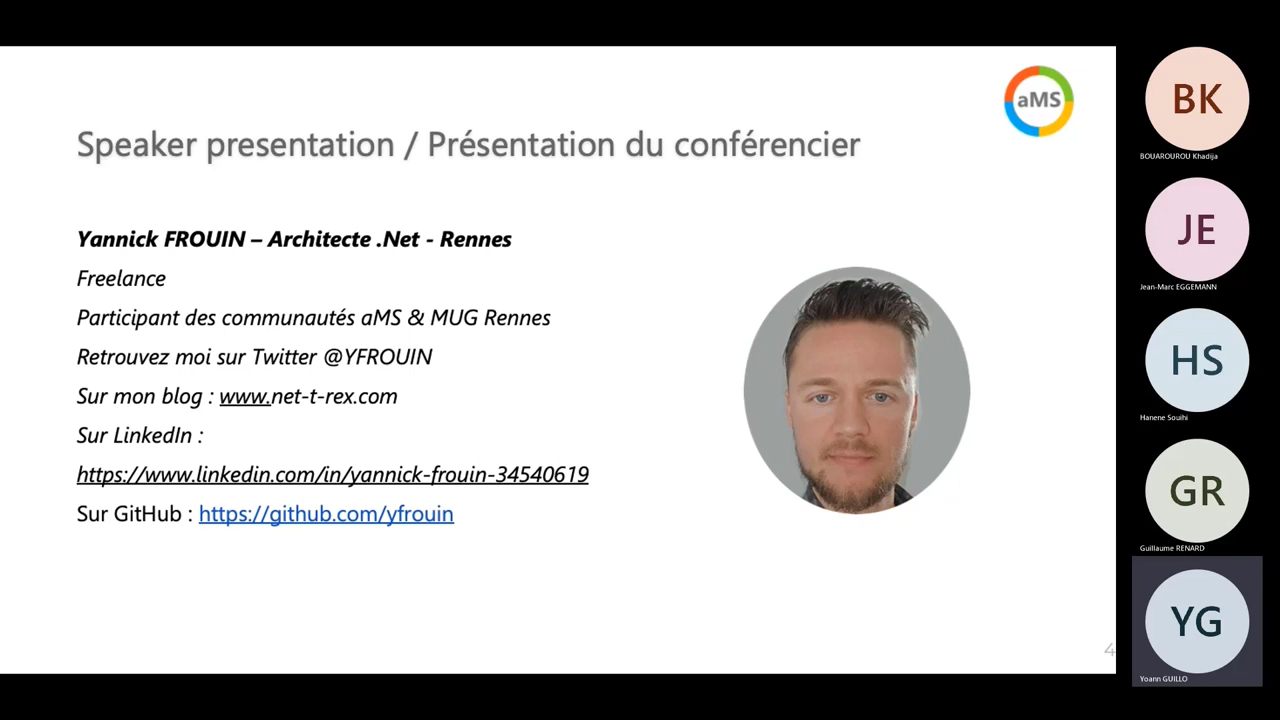 aMS
Speaker presentation / Présentation du conférencier
Yannick FROUIN – Architecte .Net - Rennes
Freelance
Participant des communautés aMS & MUG Rennes
Retrouvez moi sur Twitter @YFROUIN
Sur mon blog : www.net-t-rex.com
Sur LinkedIn :
https://www.linkedin.com/in/yannick-frouin-34540619
Sur GitHub : https://github.com/yfrouin
4
BK
BOUAROUROU Khadija
JE
Jean-Marc EGGEMANN
HS
Hanene Souihi
GR
Guillaume RENARD
YG
Yoann GUILLO